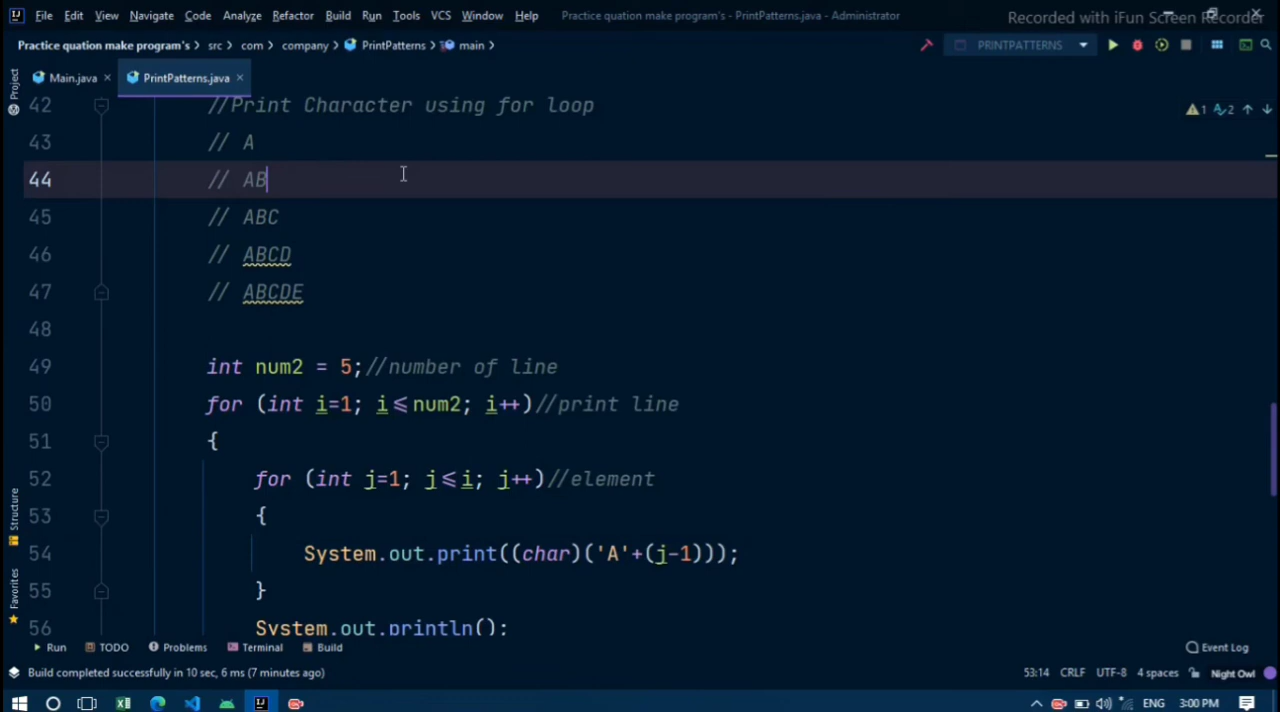 File Edit View Navigate Code Analyze Refactor Build Run Tools VCS Window Help Practice quation make program's - PrintPatterns.java - Administrator
Recorded with iFun Screen Recorder
Practice quation make program's > src > com > company > PrintPatterns > main > PRINTPATTERNS
Project
Main.java PrintPatterns.java
1 2
42 //Print Character using for loop
43 // A
44 // AB
45 // ABC
46 // ABCD
47 // ABCDE
48
49 int num2 = 5;//number of line
50 for (int i=1; i<=num2; i++)//print line
51 {
52 for (int j=1; j<=i; j++)//element
53 {
54 System.out.print((char)('A'+(j-1)));
55 }
56 System.out.println();
Structure
Favorites
Run TODO Problems Terminal Build Event Log
Build completed successfully in 10 sec, 6 ms (7 minutes ago) 53:14 CRLF UTF-8 4 spaces Night Owl
ENG 3:00 PM